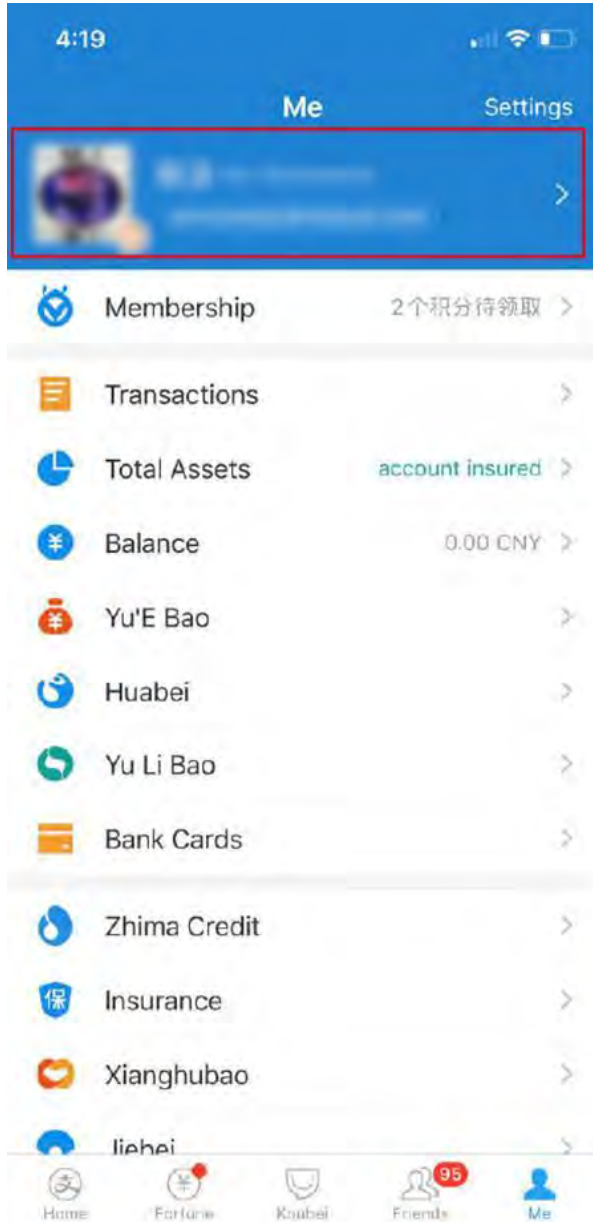 4:19
Me Settings
Membership 2个积分待领取
Transactions
Total Assets account insured
Balance 0.00 CNY
Yu'E Bao
Huabei
Yu Li Bao
Bank Cards
Zhima Credit
保 Insurance
Xianghubao
Jiebei
支 ¥ 95
Home Fortune Koubei Friends Me